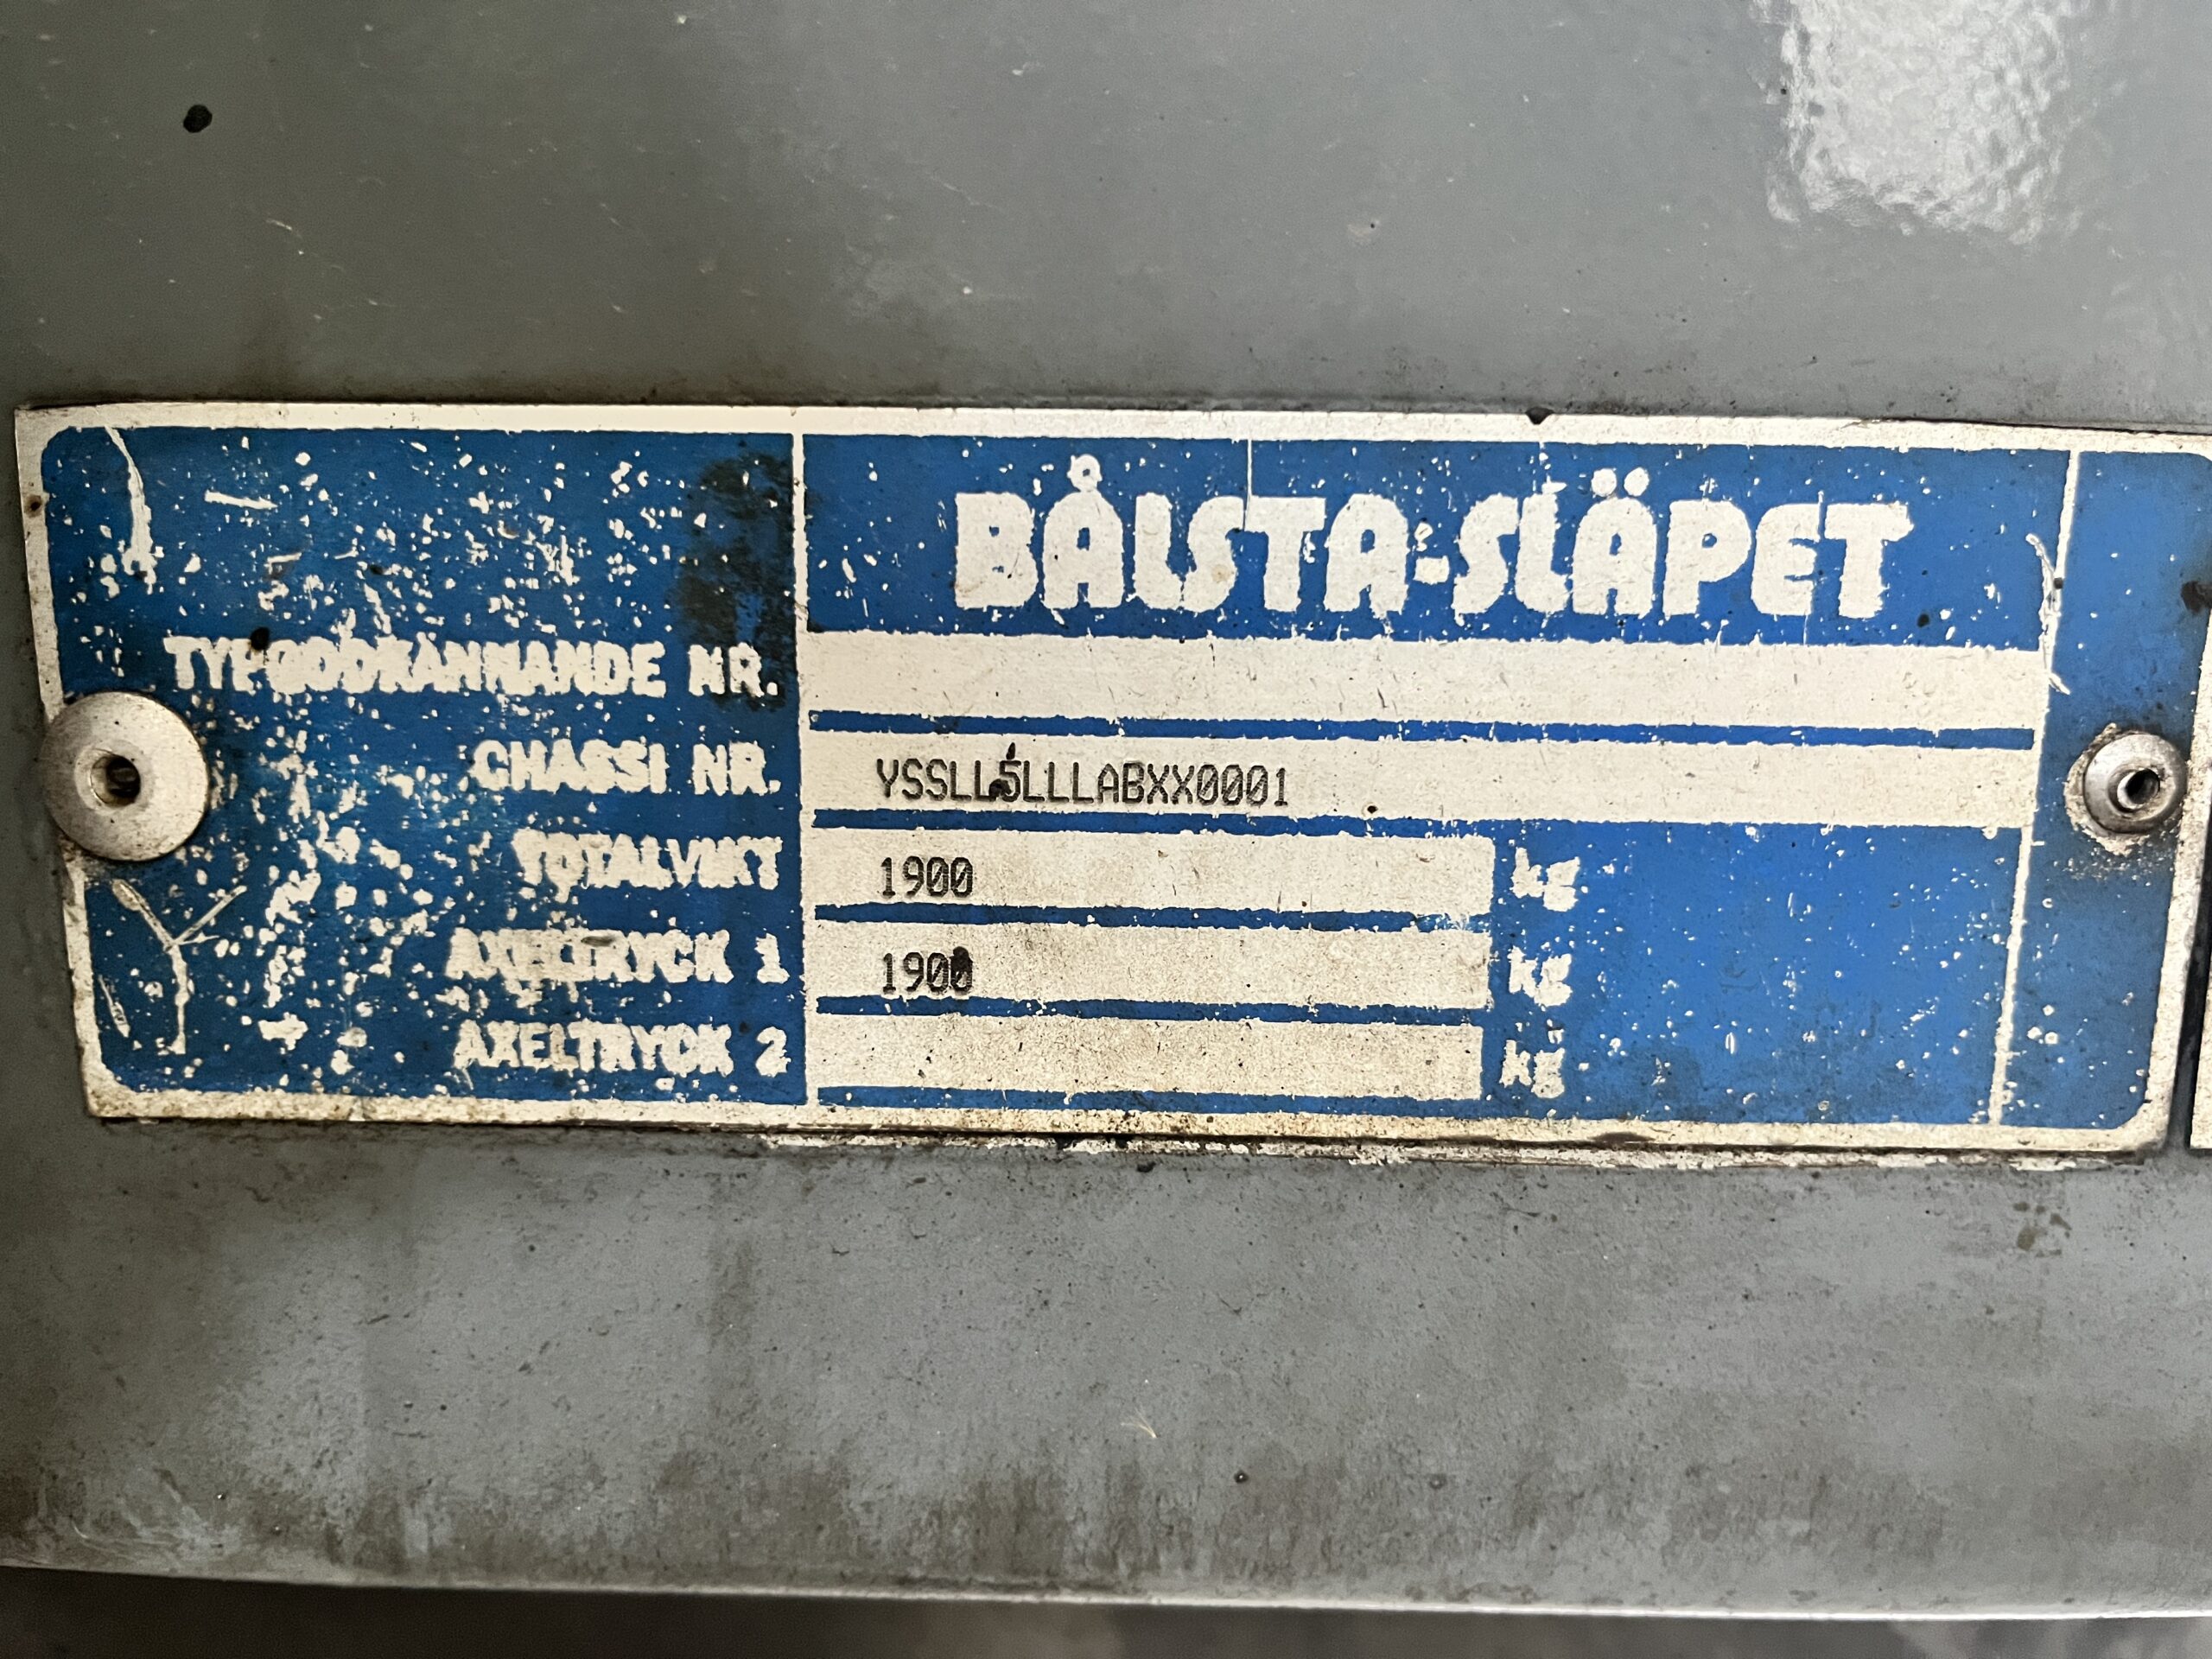 BÅLSTA-SLÄPET
TYPGODKÄNNANDE NR.
CHASSI NR. YSSLL5LLLABXX0001
TOTALVIKT 1900 kg
AXELTRYCK 1 1900 kg
AXELTRYCK 2 kg